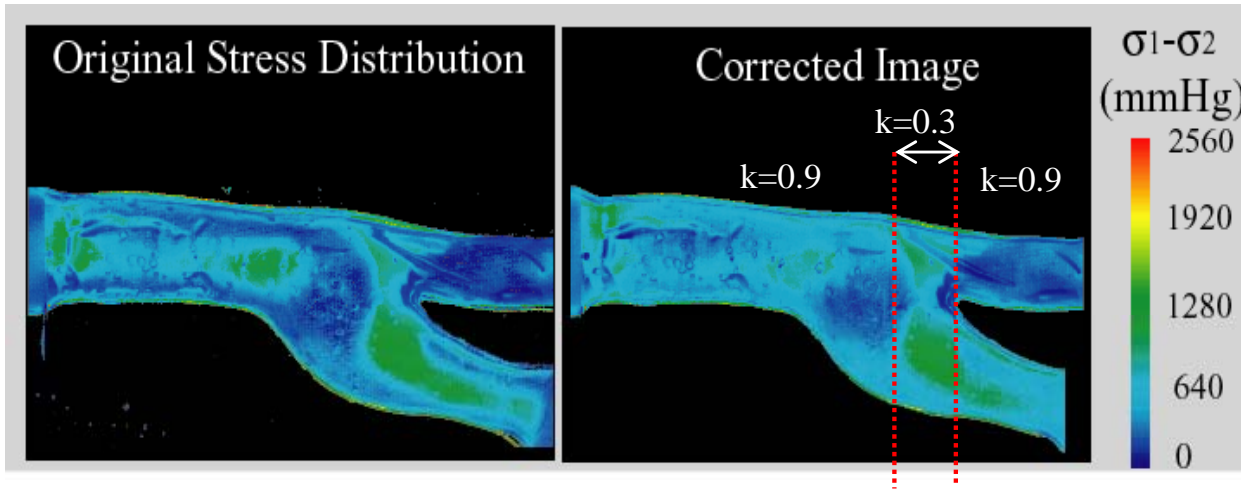 Original Stress Distribution
Corrected Image
k=0.3
k=0.9
k=0.9
σ1-σ2
(mmHg)
2560
1920
1280
640
0